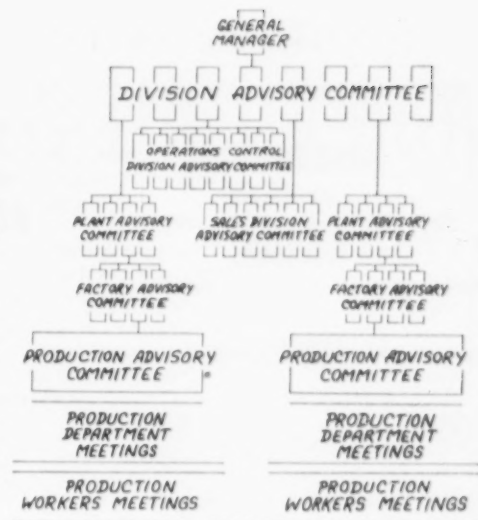 GENERAL
MANAGER
DIVISION ADVISORY COMMITTEE
OPERATIONS CONTROL
DIVISION ADVISORY COMMITTEE
PLANT ADVISORY
COMMITTEE
SALES DIVISION
ADVISORY COMMITTEE
PLANT ADVISORY
COMMITTEE
FACTORY ADVISORY
COMMITTEE
FACTORY ADVISORY
COMMITTEE
PRODUCTION ADVISORY
COMMITTEE
PRODUCTION ADVISORY
COMMITTEE
PRODUCTION
DEPARTMENT
MEETINGS
PRODUCTION
DEPARTMENT
MEETINGS
PRODUCTION
WORKERS MEETINGS
PRODUCTION
WORKERS MEETINGS